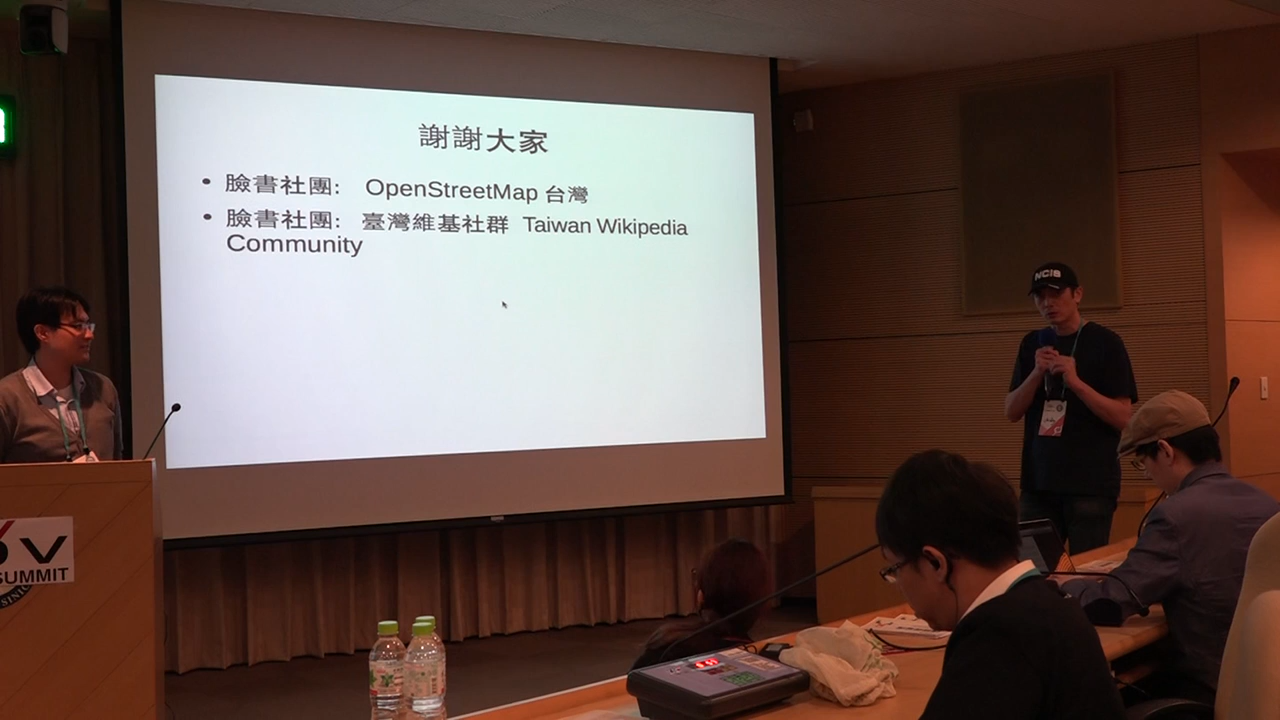 謝謝大家
• 臉書社團: OpenStreetMap 台灣
• 臉書社團: 臺灣維基社群 Taiwan Wikipedia
Community
NCIS
V
SUMMIT